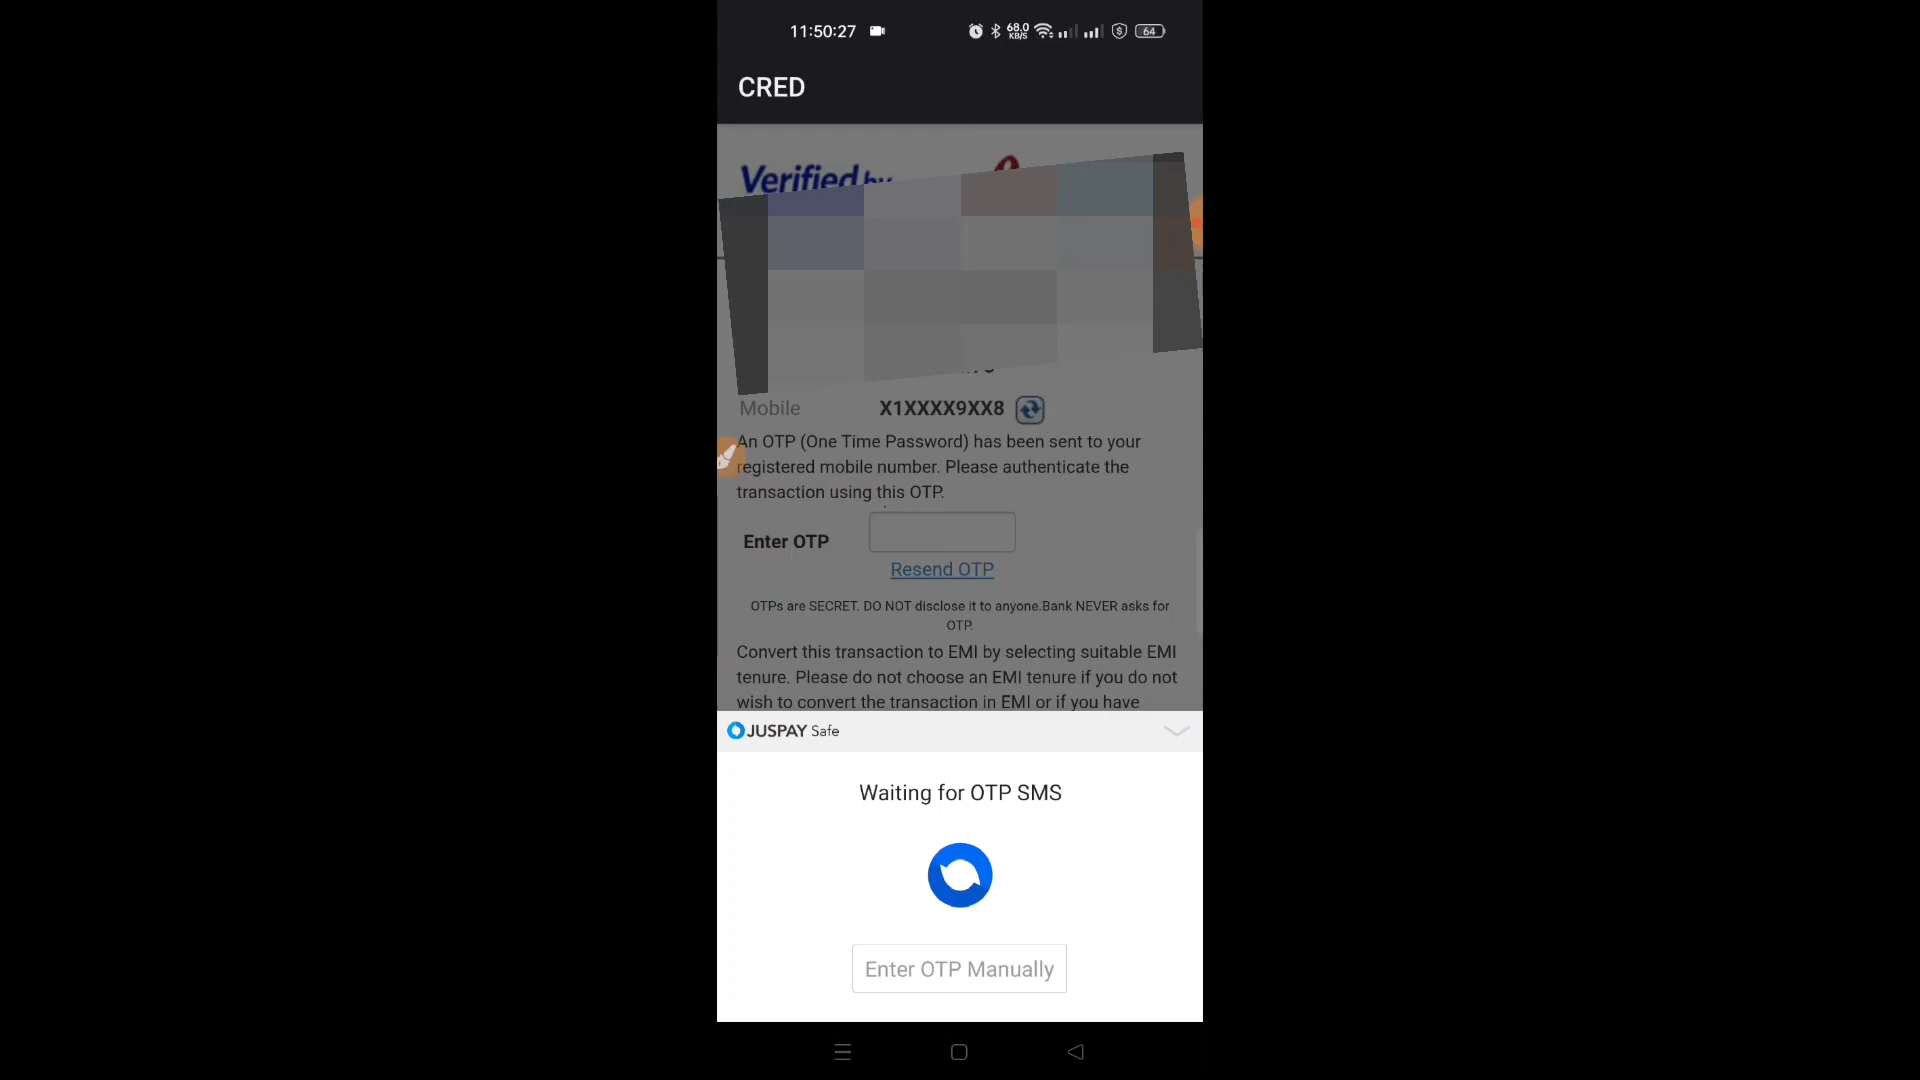 11:50:27 68.0 KB/S 64
CRED
Verified by
Mobile X1XXXX9XX8
An OTP (One Time Password) has been sent to your
registered mobile number. Please authenticate the
transaction using this OTP.
Enter OTP
Resend OTP
OTPs are SECRET. DO NOT disclose it to anyone.Bank NEVER asks for
OTP.
Convert this transaction to EMI by selecting suitable EMI
tenure. Please do not choose an EMI tenure if you do not
wish to convert the transaction in EMI or if you have
JUSPAY Safe
Waiting for OTP SMS
Enter OTP Manually